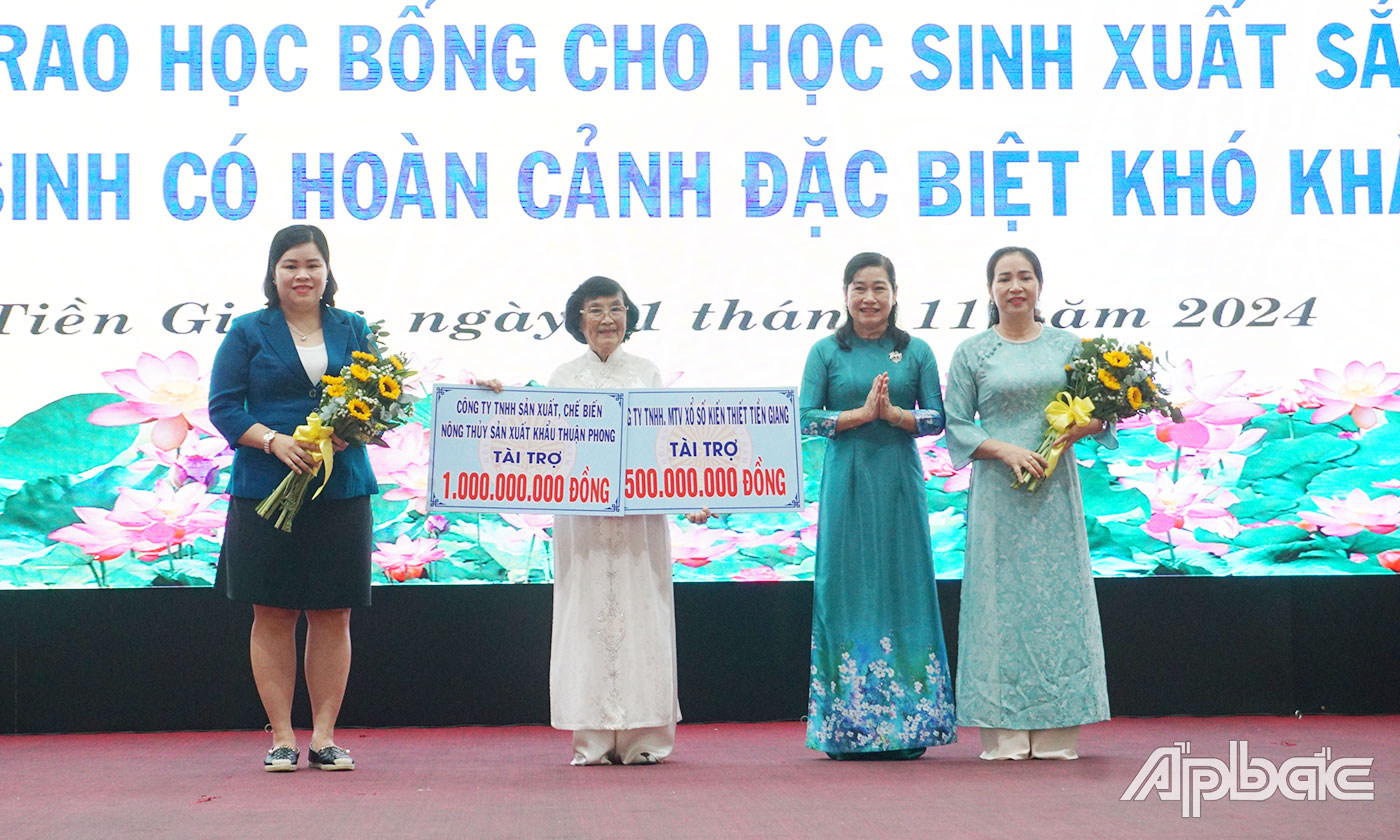 RAO HỌC BỔNG CHO HỌC SINH XUẤT SẮ
SINH CÓ HOÀN CẢNH ĐẶC BIỆT KHÓ KHĂ
Tiền Gi , ngày 1 thán 11 năm 2024
CÔNG TY TNHH SẢN XUẤT, CHẾ BIẾN
NÔNG THỦY SẢN XUẤT KHẨU THUẬN PHONG
TÀI TRỢ
1.000.000.000 ĐỒNG
G TY TNHH. MTV XỔ SỐ KIẾN THIẾT TIỀN GIANG
TÀI TRỢ
500.000.000 ĐỒNG
Apbac